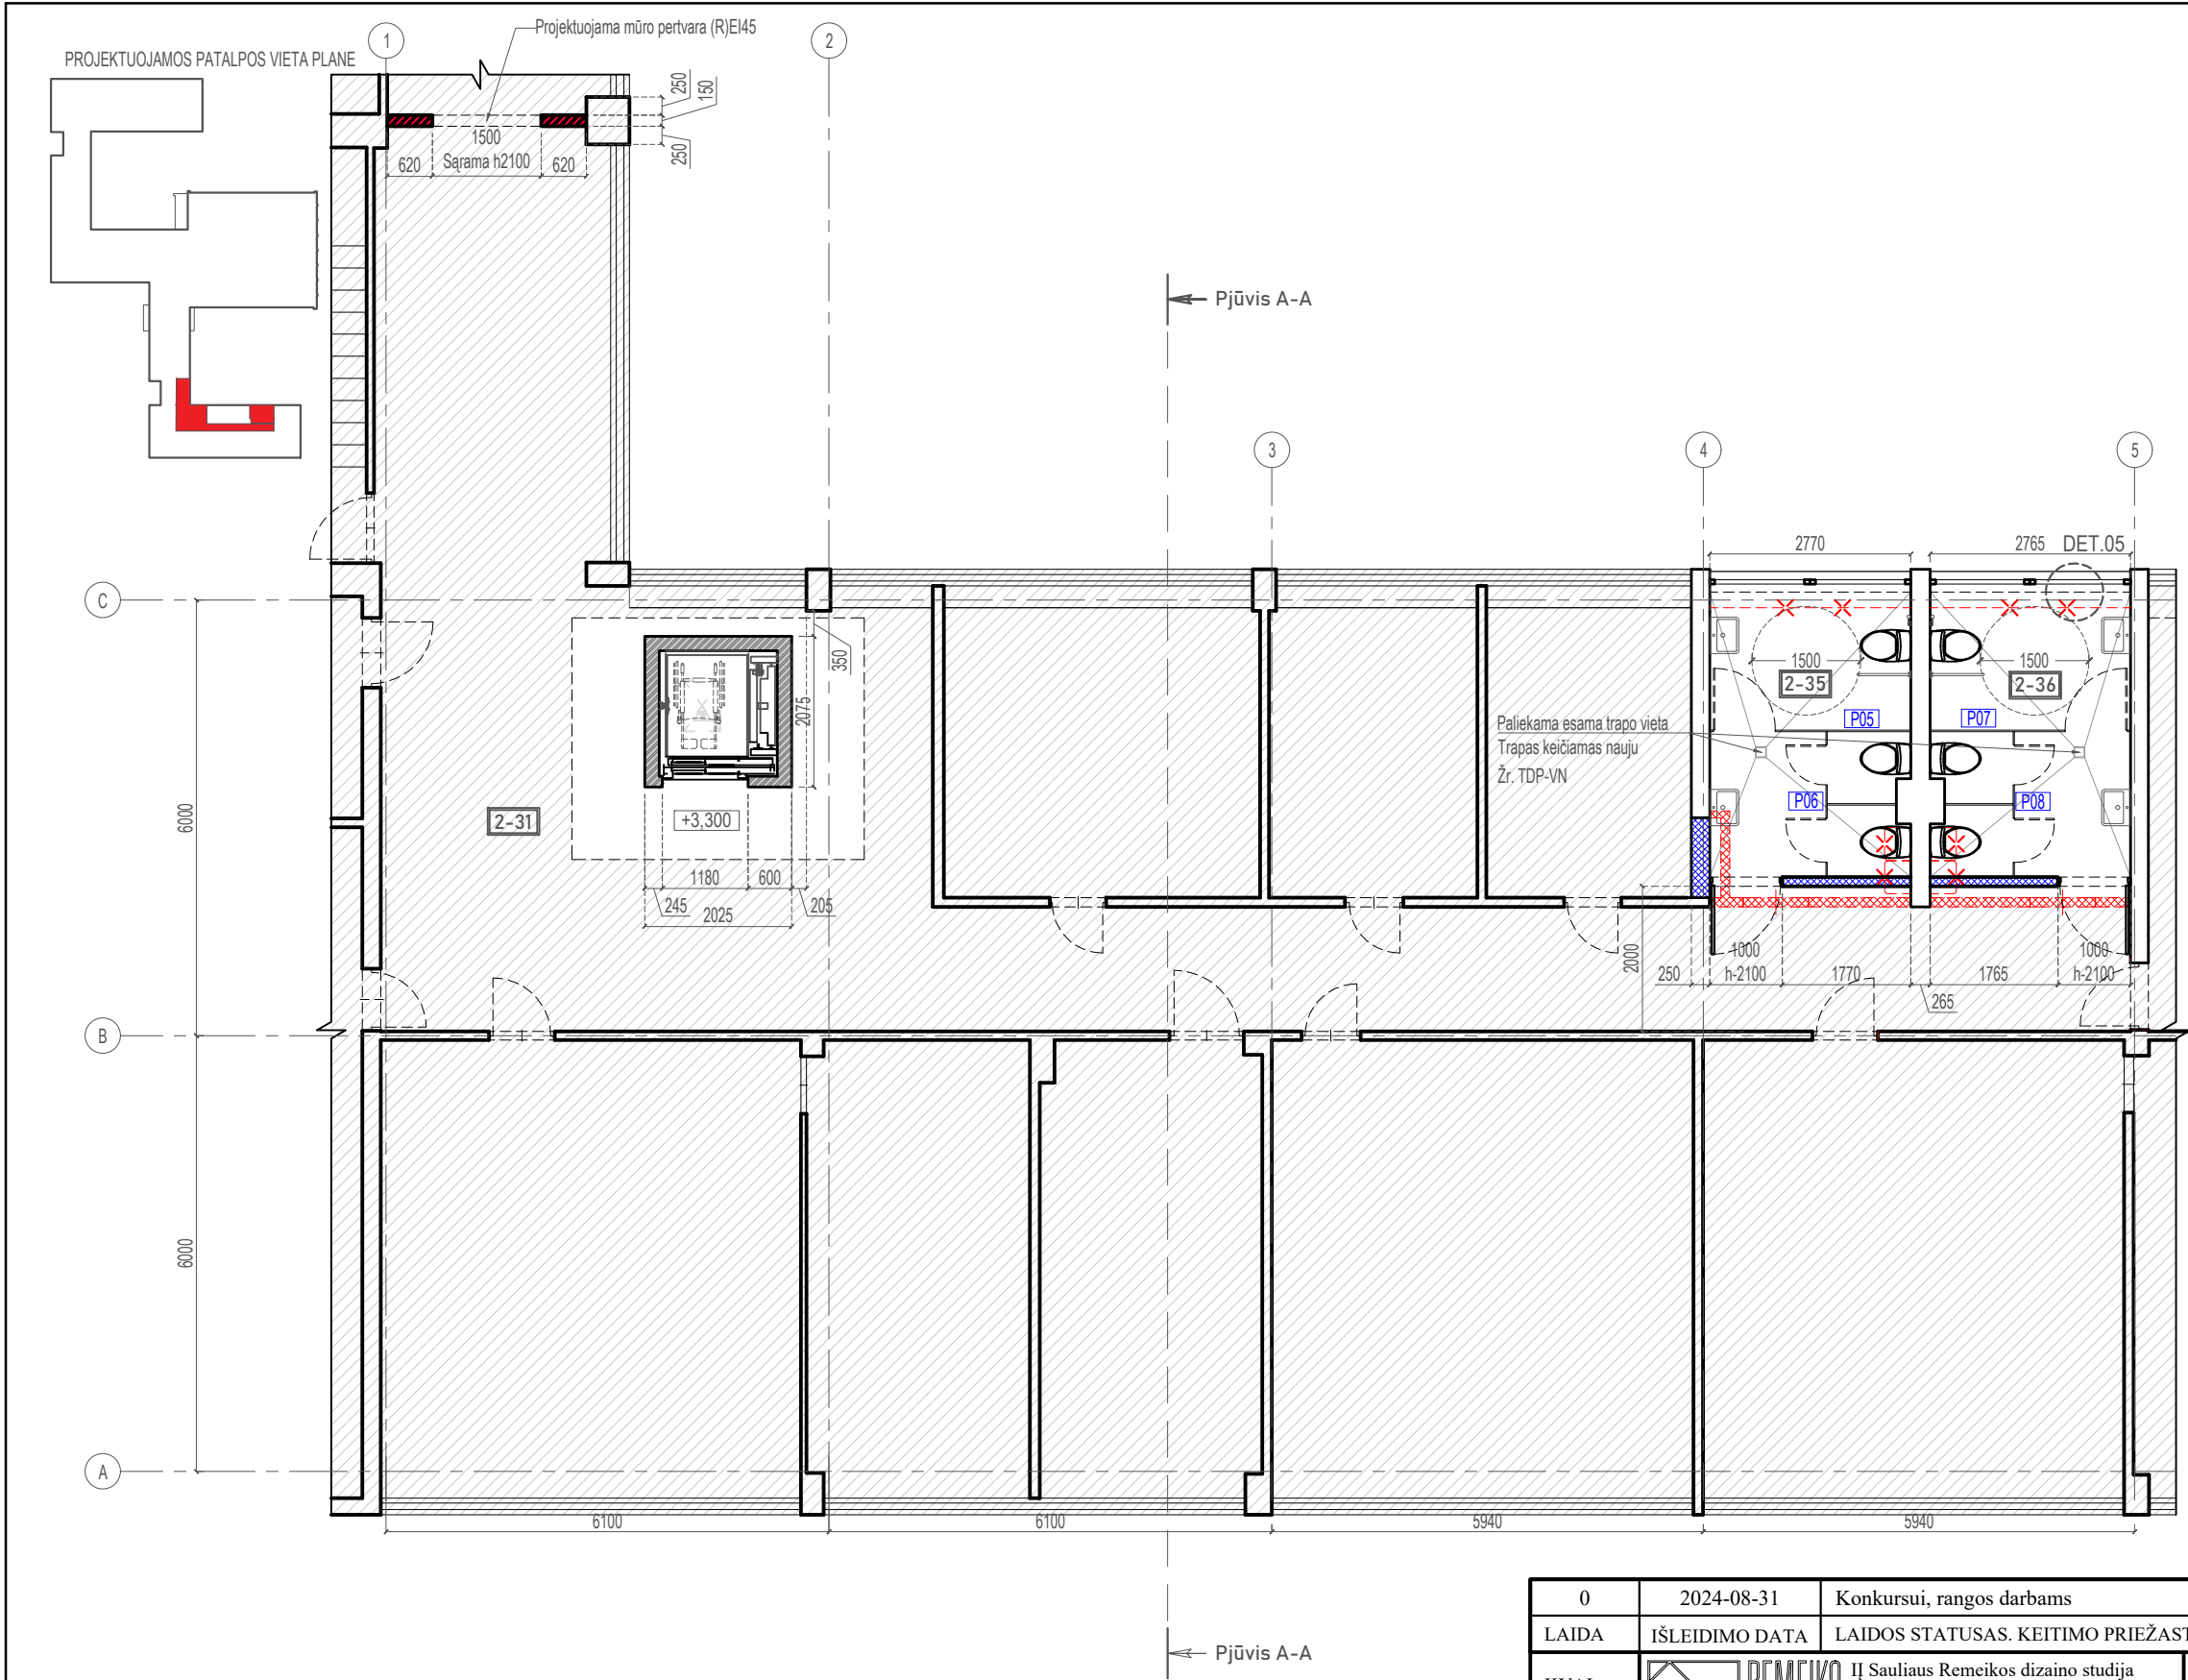 PROJEKTUOJAMOS PATALPOS VIETA PLANE
1
Projektuojama mūro pertvara (R)EI45
2
250
150
250
1500
Sąrama h2100
620
620
Pjūvis A-A
3
4
5
2770
2765
DET.05
C
350
2075
1500
1500
2-35
2-36
P05
P07
Paliekama esama trapo vieta
Trapas keičiamas nauju
Žr. TDP-VN
P06
P08
6000
2-31
+3,300
1180
600
245
205
2025
2000
250
1000
h-2100
1770
1765
1000
h-2100
265
B
6000
A
6100
6100
5940
5940
Pjūvis A-A
0
2024-08-31
Konkursui, rangos darbams
LAIDA
IŠLEIDIMO DATA
LAIDOS STATUSAS. KEITIMO PRIEŽAST
REMEIKO
IĮ Sauliaus Remeikos dizaino studija